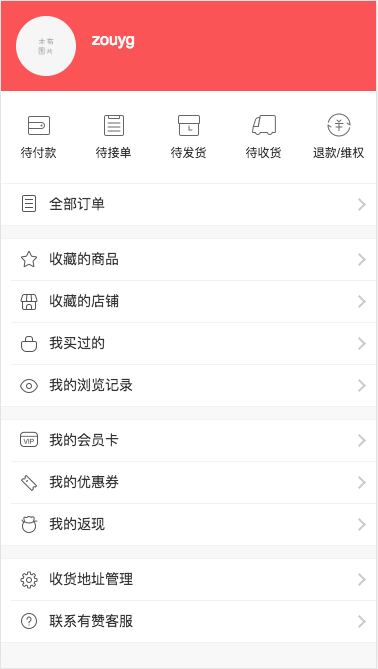 zouyg
未有
图片
待付款 待接单 待发货 待收货 退款/维权
全部订单
收藏的商品
收藏的店铺
我买过的
我的浏览记录
VIP 我的会员卡
我的优惠券
我的返现
收货地址管理
联系有赞客服